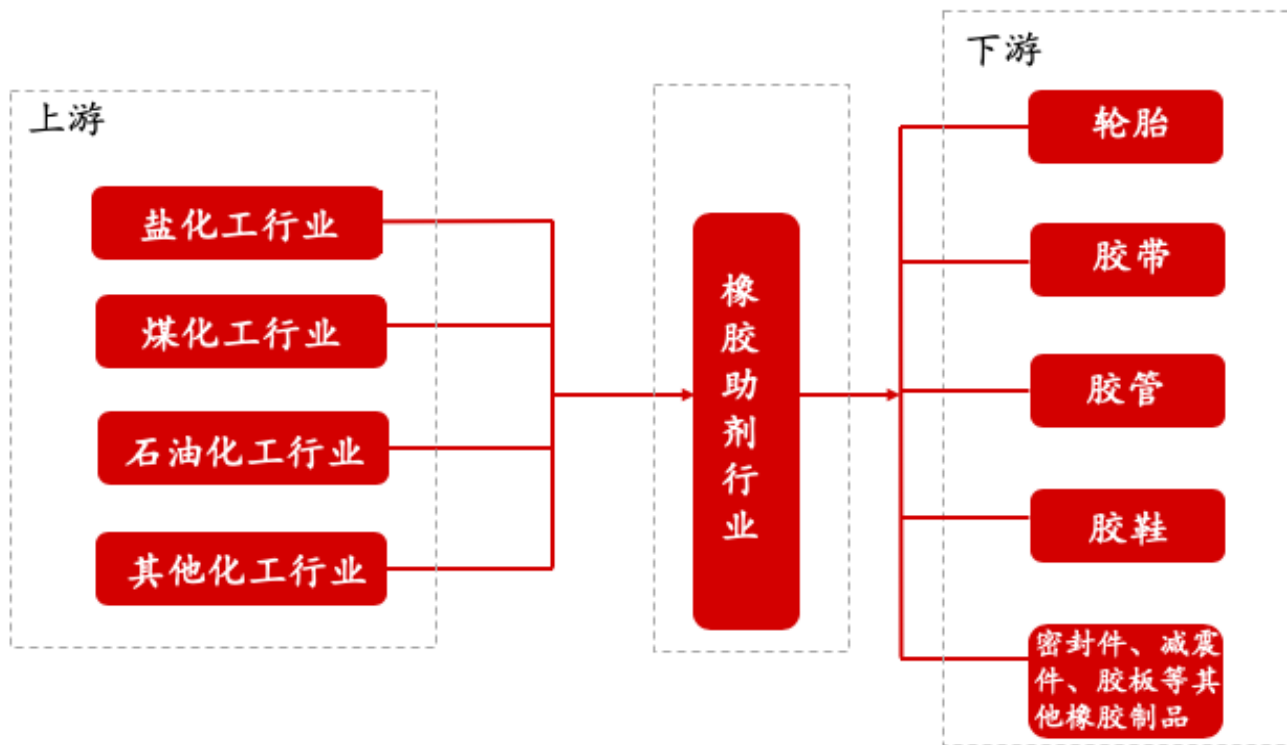 上游
盐化工行业
煤化工行业
石油化工行业
其他化工行业
橡胶助剂行业
下游
轮胎
胶带
胶管
胶鞋
密封件、减震
件、胶板等其
他橡胶制品